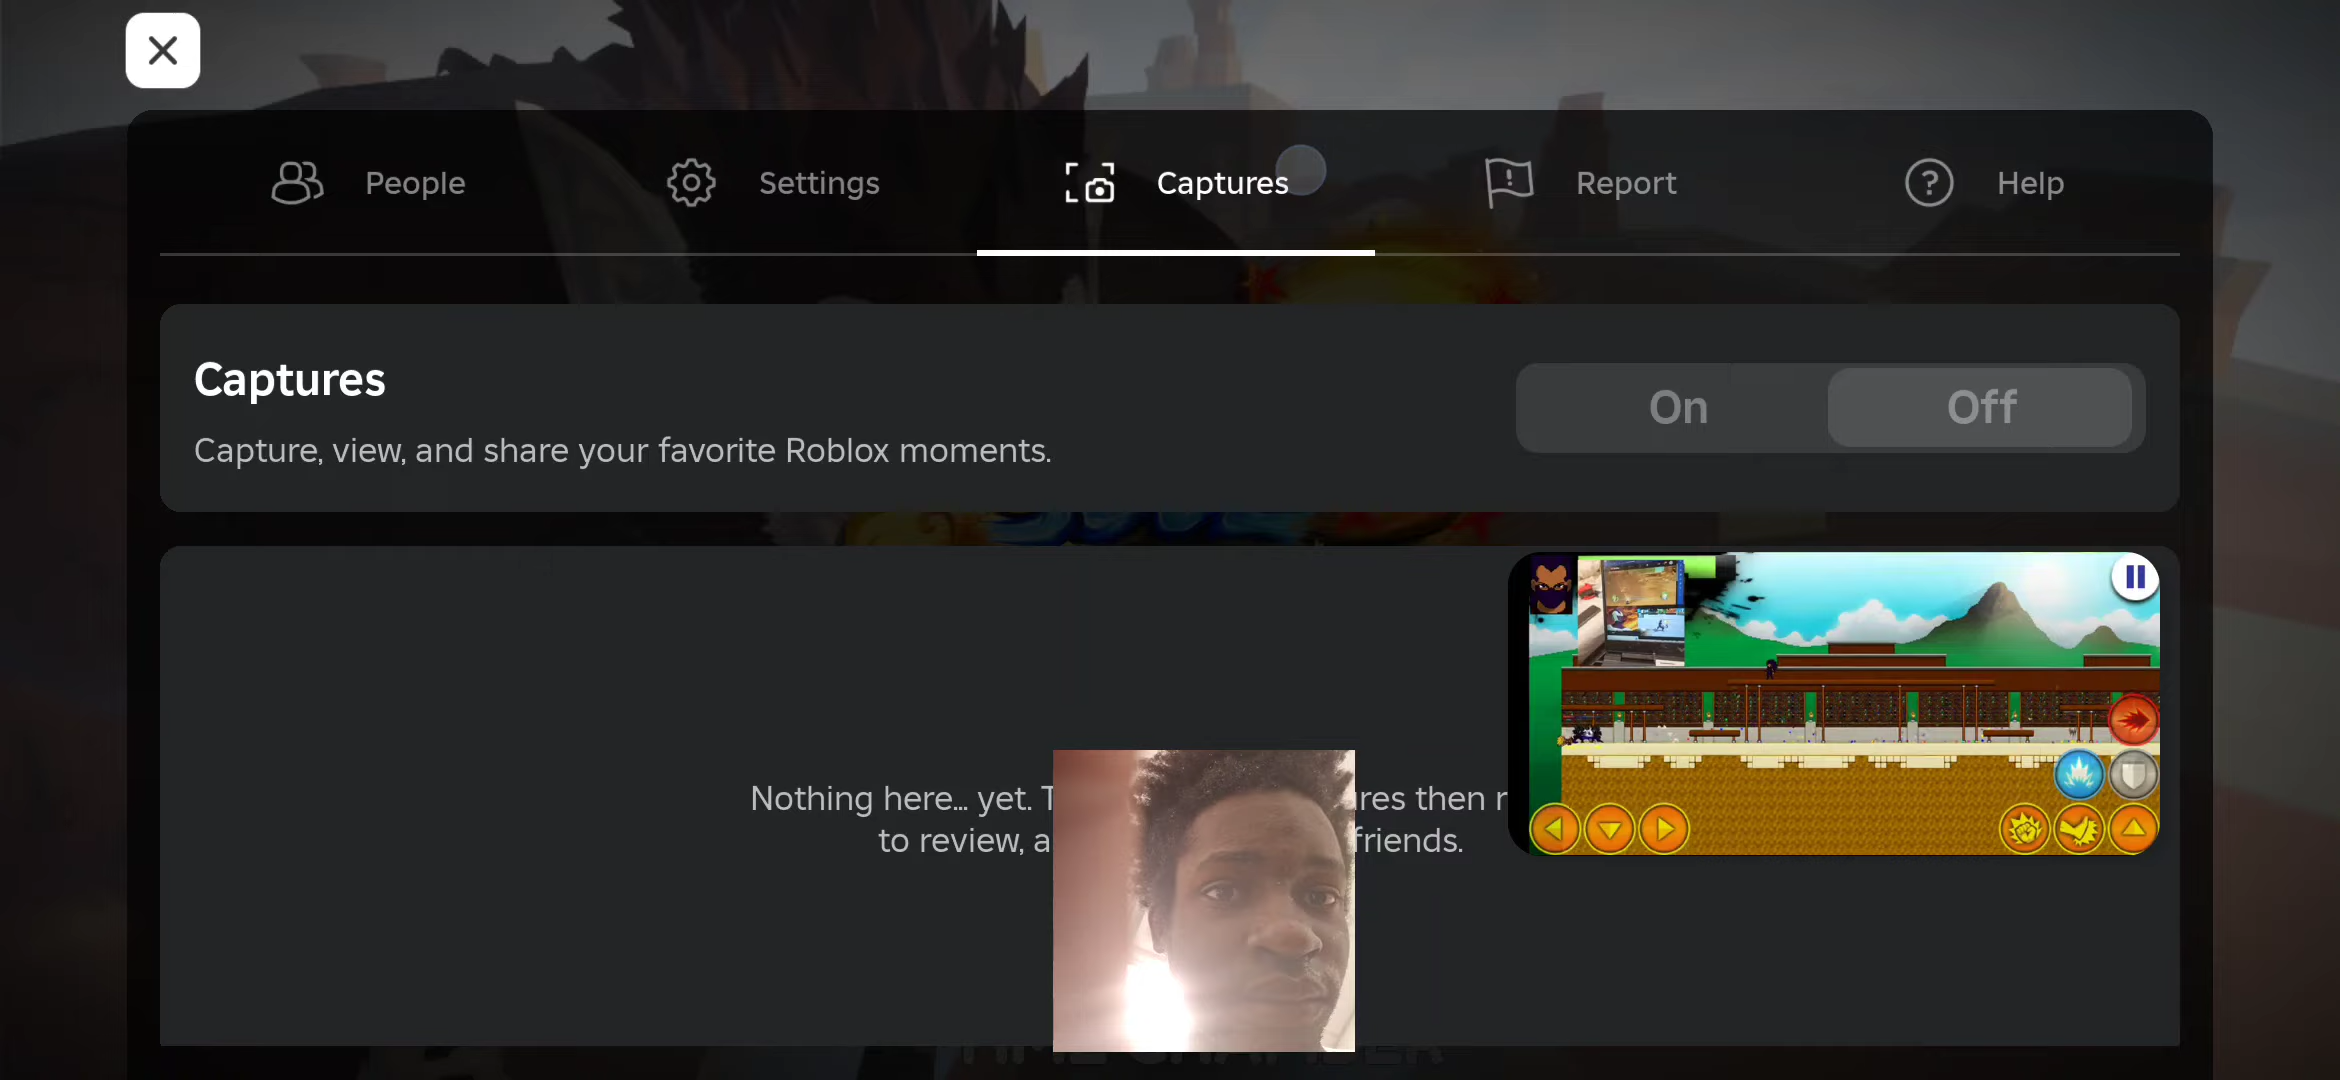 People
Settings
Captures
Report
Help
Captures
Capture, view, and share your favorite Roblox moments.
On
Off
Nothing here... yet. then
to review, friends.